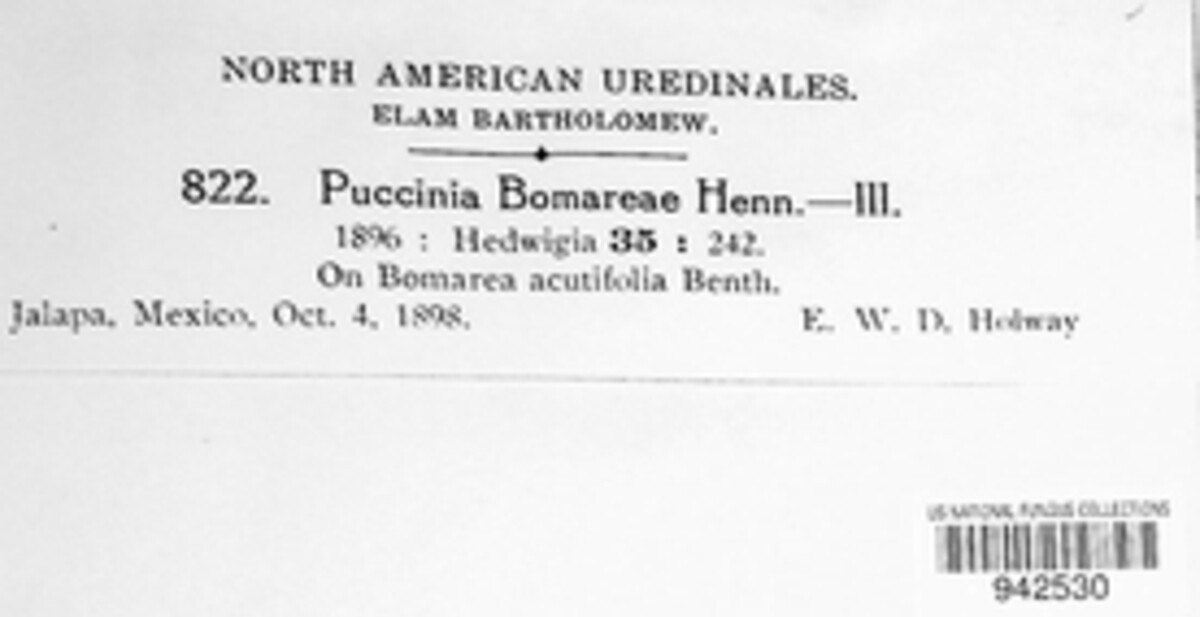 NORTH AMERICAN UREDINALES.
ELAM BARTHOLOMEW.
822. Puccinia Bomareae Henn.—III.
1896 : Hedwigia 35 : 242.
On Bomarea acutifolia Benth.
Jalapa, Mexico, Oct. 4, 1898. E. W. D. Holway
US NATIONAL FUNGUS COLLECTIONS
942530